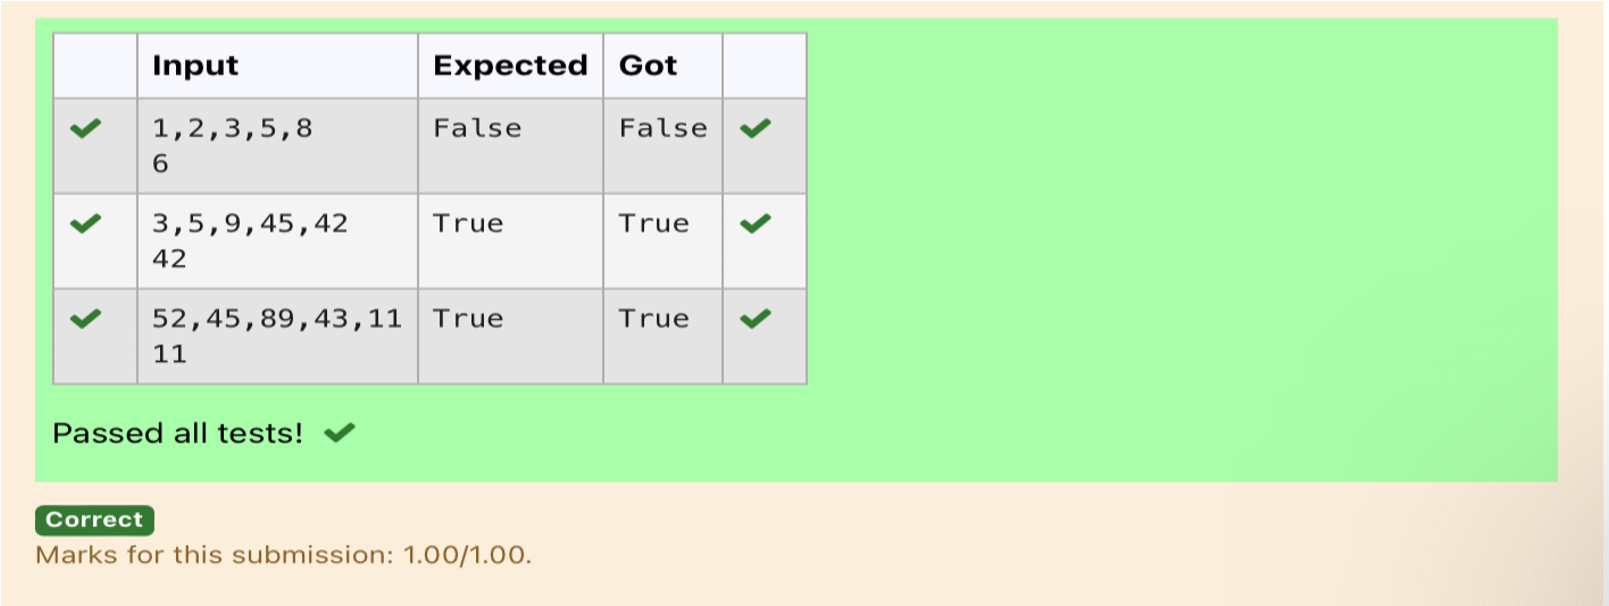 Input Expected Got
1,2,3,5,8 False False
6
3,5,9,45,42 True True
42
52,45,89,43,11 True True
11
Passed all tests!
Correct
Marks for this submission: 1.00/1.00.